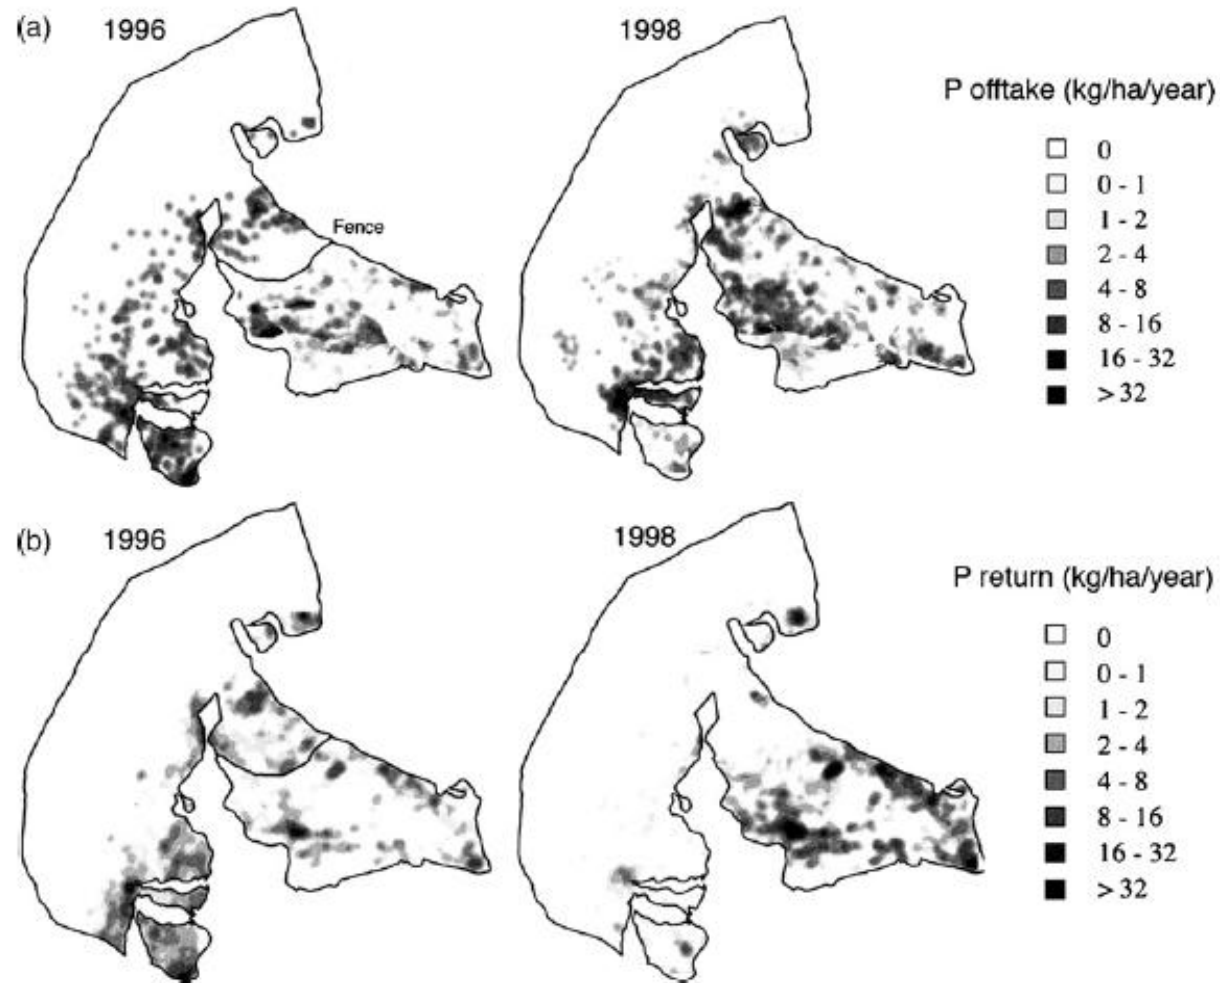 (a)
1996
1998
P offtake (kg/ha/year)
0
0 - 1
1 - 2
2 - 4
4 - 8
8 - 16
16 - 32
> 32
Fence
(b)
1996
1998
P return (kg/ha/year)
0
0 - 1
1 - 2
2 - 4
4 - 8
8 - 16
16 - 32
> 32